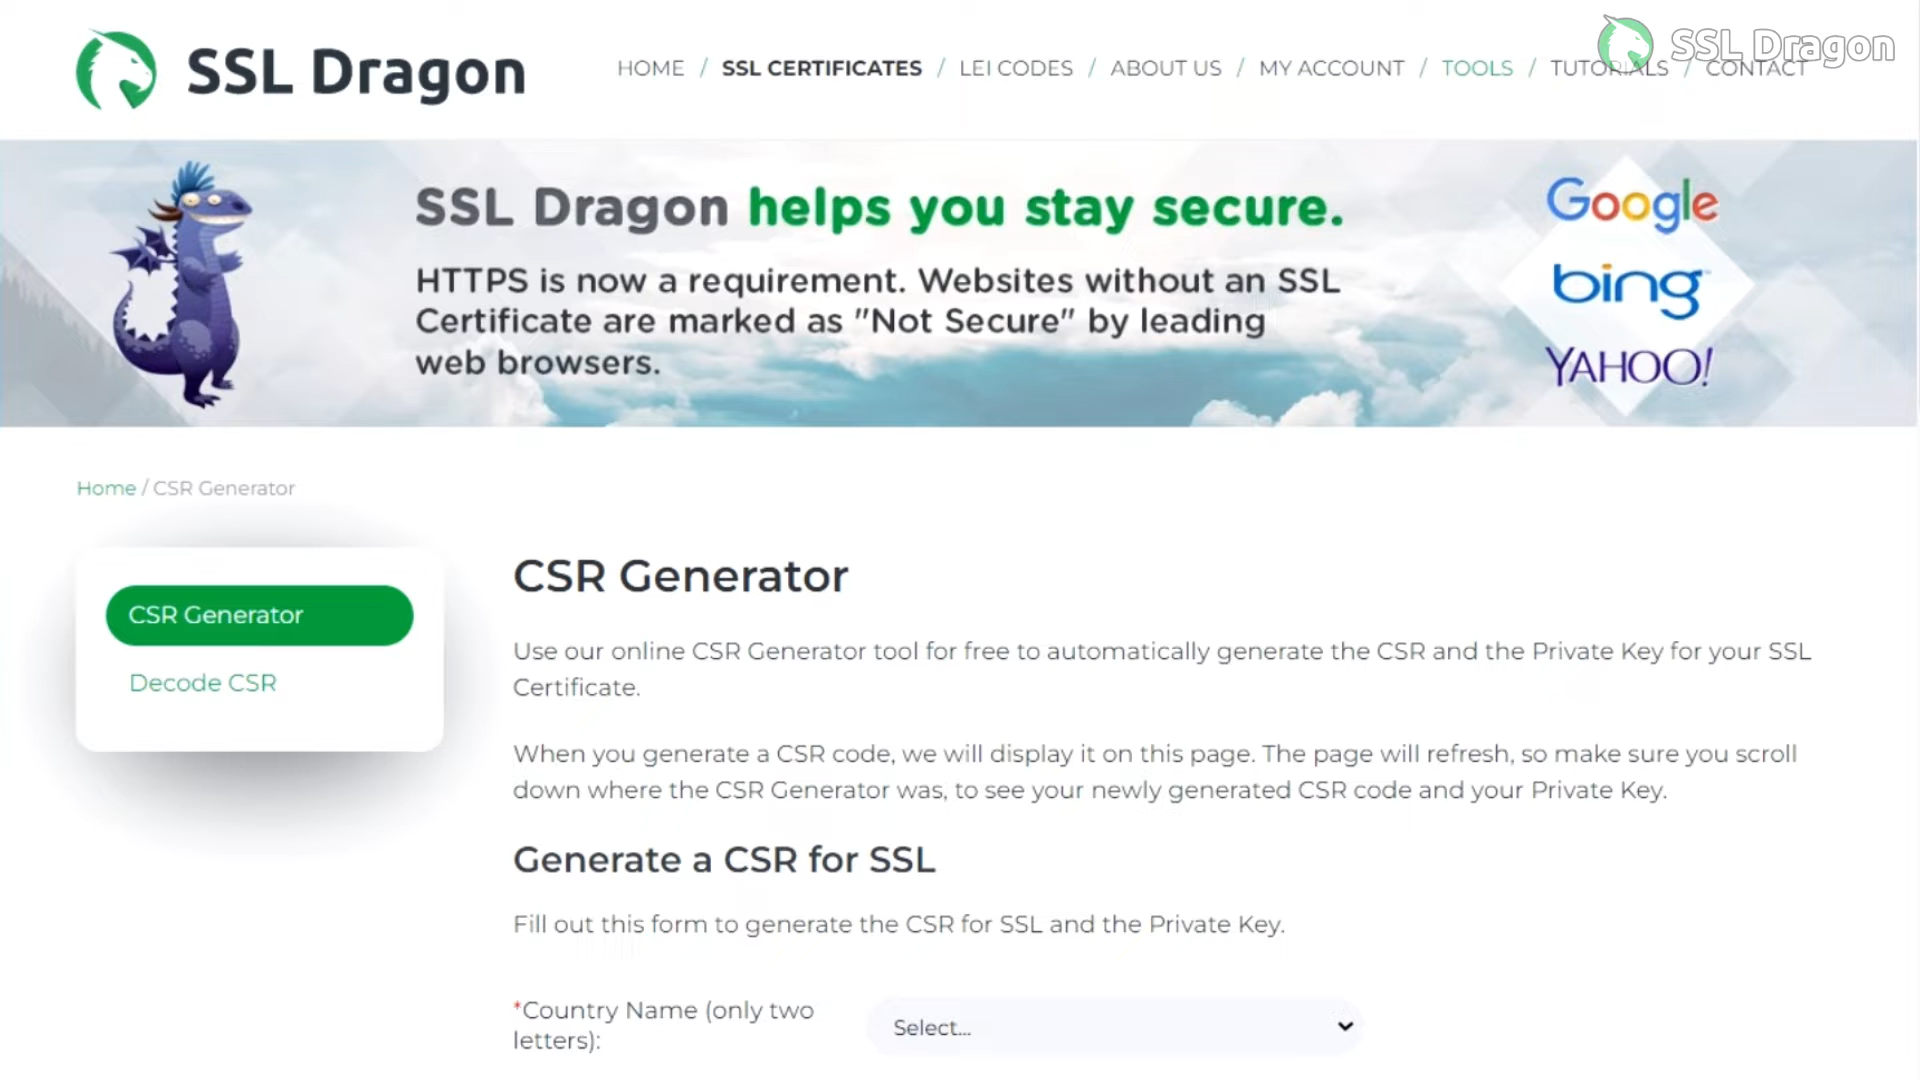 SSL Dragon
HOME / SSL CERTIFICATES / LEI CODES / ABOUT US / MY ACCOUNT / TOOLS / TUTORIALS / CONTACT
SSL Dragon
SSL Dragon helps you stay secure.
HTTPS is now a requirement. Websites without an SSL
Certificate are marked as "Not Secure" by leading
web browsers.
Google
bing
YAHOO!
Home / CSR Generator
CSR Generator
Decode CSR
CSR Generator
Use our online CSR Generator tool for free to automatically generate the CSR and the Private Key for your SSL
Certificate.
When you generate a CSR code, we will display it on this page. The page will refresh, so make sure you scroll
down where the CSR Generator was, to see your newly generated CSR code and your Private Key.
Generate a CSR for SSL
Fill out this form to generate the CSR for SSL and the Private Key.
*Country Name (only two
letters):
Select...